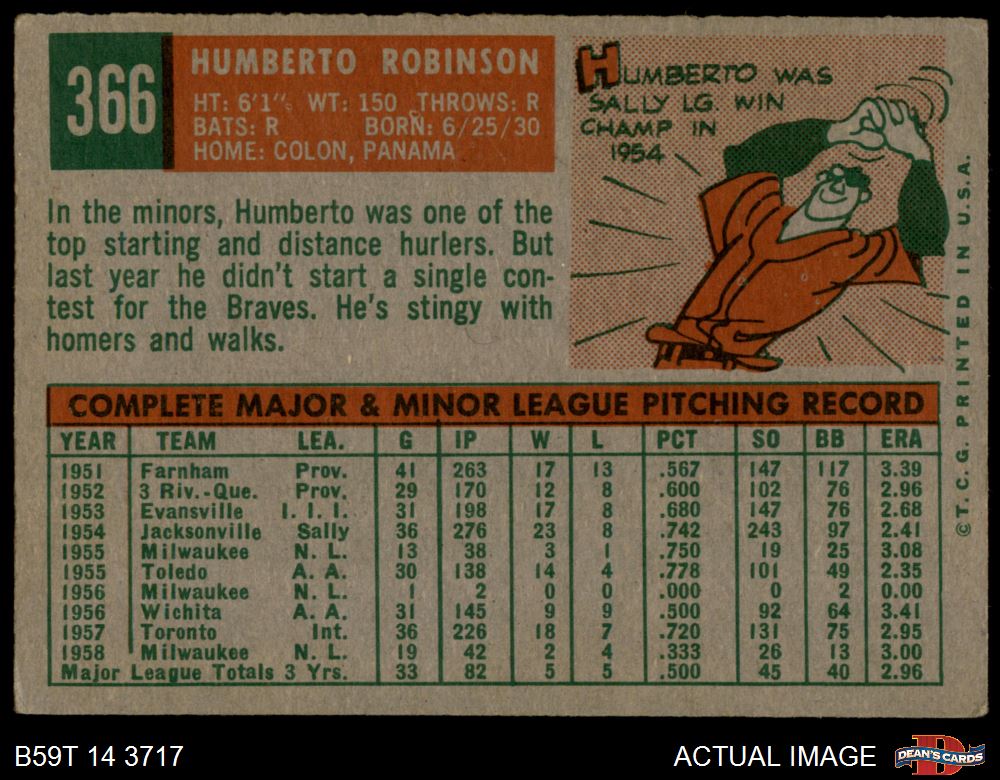 366
HUMBERTO ROBINSON
HT: 6'1" WT: 150 THROWS: R
BATS: R BORN: 6/25/30
HOME: COLON, PANAMA
HUMBERTO WAS
SALLY LG. WIN
CHAMP IN
1954
In the minors, Humberto was one of the
top starting and distance hurlers. But
last year he didn't start a single con-
test for the Braves. He's stingy with
homers and walks.
COMPLETE MAJOR & MINOR LEAGUE PITCHING RECORD
YEAR TEAM LEA. G IP W L PCT SO BB ERA
1951 Farnham Prov. 41 263 17 13 .567 147 117 3.39
1952 3 Riv.-Que. Prov. 29 170 12 8 .600 102 76 2.96
1953 Evansville I. I. I. 31 198 17 8 .680 147 76 2.68
1954 Jacksonville Sally 36 276 23 8 .742 243 97 2.41
1955 Milwaukee N. L. 13 38 3 1 .750 19 25 3.08
1955 Toledo A. A. 30 138 14 4 .778 101 49 2.35
1956 Milwaukee N. L. 1 2 0 0 .000 0 2 0.00
1956 Wichita A. A. 31 145 9 9 .500 92 64 3.41
1957 Toronto Int. 36 226 18 7 .720 131 75 2.95
1958 Milwaukee N. L. 19 42 2 4 .333 26 13 3.00
Major League Totals 3 Yrs. 33 82 5 5 .500 45 40 2.96
©T. C. G. PRINTED IN U.S.A.
B59T 14 3717
ACTUAL IMAGE
DEAN'S CARDS